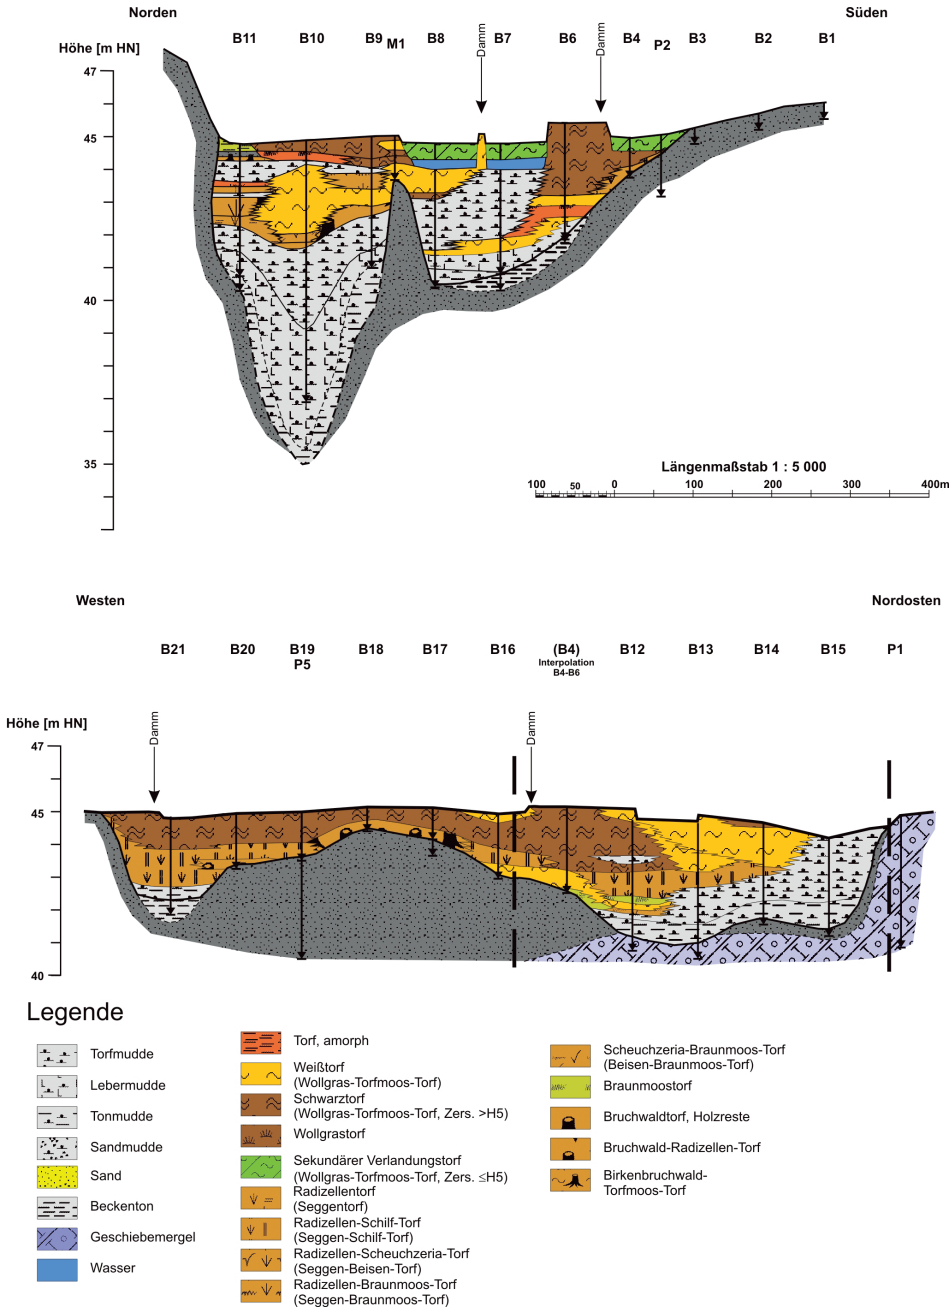 Norden
Süden
Höhe [m HN]
B11 B10 B9 M1 B8 Damm B7 B6 Damm B4 P2 B3 B2 B1
47
45
40
35
Längenmaßstab 1 : 5 000
100 50 0 100 200 300 400m
Westen
Nordosten
B21 B20 B19 B18 B17 B16 (B4) B12 B13 B14 B15 P1
P5
Interpolation
B4-B6
Höhe [m HN]
Damm
Damm
47
45
40
Legende
Torfmudde
Lebermudde
Tonmudde
Sandmudde
Sand
Beckenton
Geschiebemergel
Wasser
Torf, amorph
Weißtorf
(Wollgras-Torfmoos-Torf)
Schwarztorf
(Wollgras-Torfmoos-Torf, Zers. >H5)
Wollgrastorf
Sekundärer Verlandungstorf
(Wollgras-Torfmoos-Torf, Zers. ≤H5)
Radizellentorf
(Seggentorf)
Radizellen-Schilf-Torf
(Seggen-Schilf-Torf)
Radizellen-Scheuchzeria-Torf
(Seggen-Beisen-Torf)
Radizellen-Braunmoos-Torf
(Seggen-Braunmoos-Torf)
Scheuchzeria-Braunmoos-Torf
(Beisen-Braunmoos-Torf)
Braunmoostorf
Bruchwaldtorf, Holzreste
Bruchwald-Radizellen-Torf
Birkenbruchwald-
Torfmoos-Torf